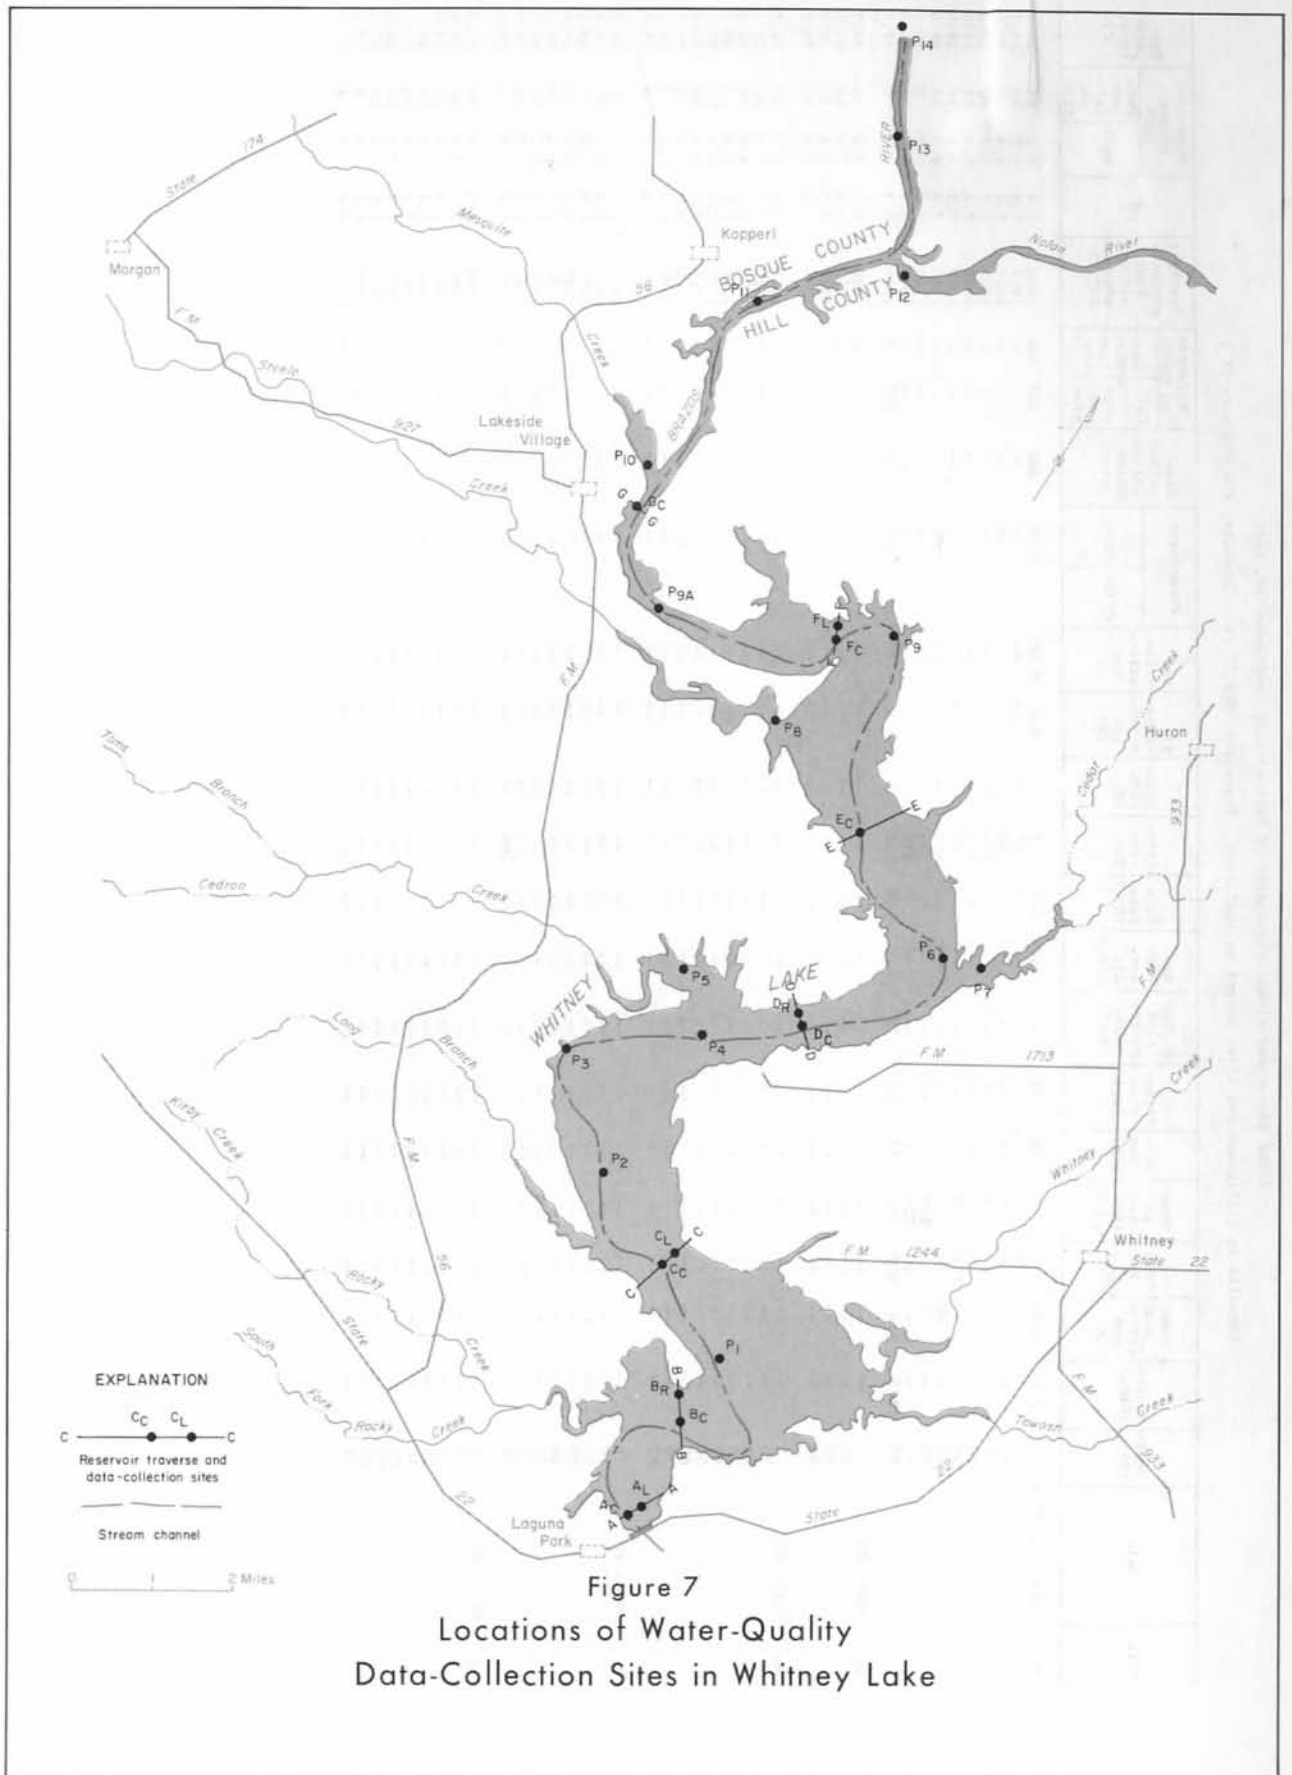 P14
RIVER
P13
State 174
Mesquite
Kopperl
Morgan
BOSQUE COUNTY
Nolan River
P11
P12
HILL COUNTY
56
F.M.
Creek
Steele
927
BRAZOS
Lakeside
Village
P10
Creek
G BC G
N
P9A
FL
FC
P9
F.M.
P8
Creek
Huron
Toms
Branch
Cedar
933
EC
E E
Cedron
Creek
P6
P5
P7
LAKE
D
DR
DC
D
F.M.
WHITNEY
Long
Branch
P4
P3
F.M. 1713
Creek
Kirby Creek
F.M.
P2
Whitney
CL
C
CC
C
F.M. 1244
Whitney
State 22
56
Rocky
State
South
Creek
P1
EXPLANATION
B
BR
BC
B
F.M.
Fork
Rocky Creek
Towash Creek
CC CL
C C
Reservoir traverse and
data-collection sites
933
22
22
AL
A
AC
A
State
Stream channel
Laguna
Park
0 1 2 Miles
Figure 7
Locations of Water-Quality
Data-Collection Sites in Whitney Lake